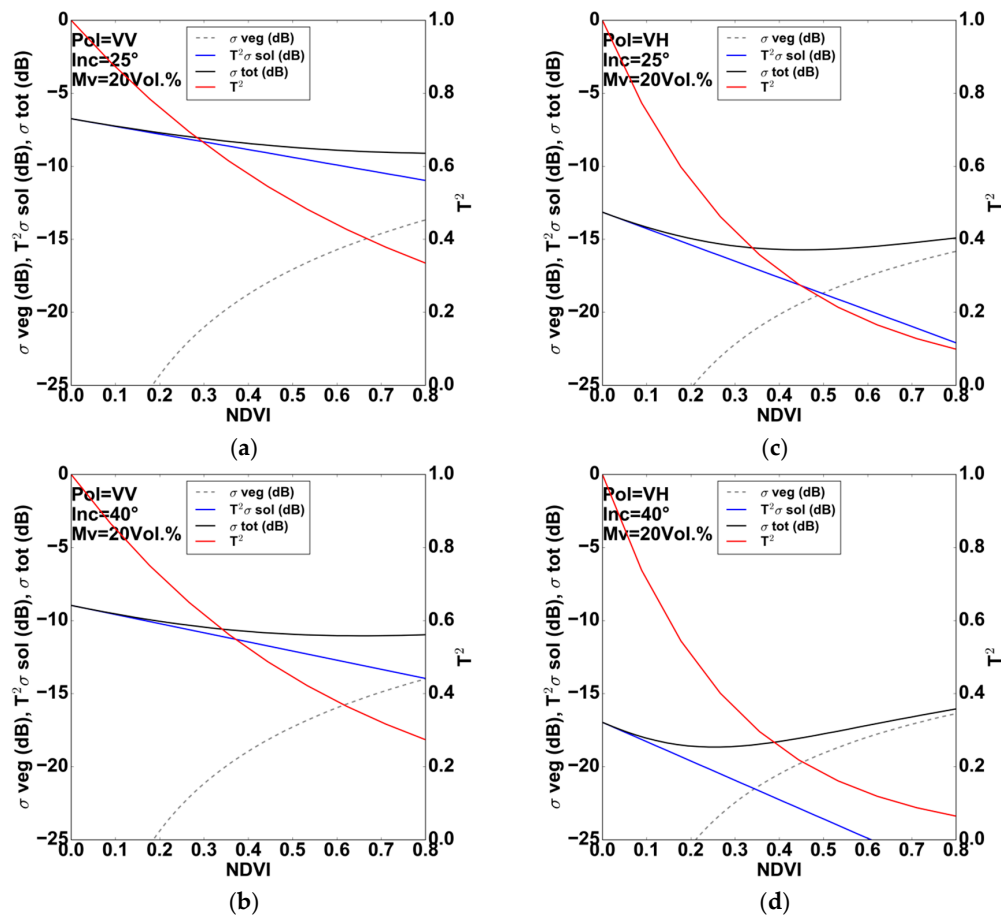 Pol=VV
Inc=25°
Mv=20Vol.%
σ veg (dB)
T²σ sol (dB)
σ tot (dB)
T²
σ veg (dB), T²σ sol (dB), σ tot (dB)
0
−5
−10
−15
−20
−25
1.0
0.8
0.6
0.4
0.2
0.0
T²
0.0 0.1 0.2 0.3 0.4 0.5 0.6 0.7 0.8
NDVI
(a)
Pol=VH
Inc=25°
Mv=20Vol.%
σ veg (dB)
T²σ sol (dB)
σ tot (dB)
T²
σ veg (dB), T²σ sol (dB), σ tot (dB)
0
−5
−10
−15
−20
−25
1.0
0.8
0.6
0.4
0.2
0.0
T²
0.0 0.1 0.2 0.3 0.4 0.5 0.6 0.7 0.8
NDVI
(c)
Pol=VV
Inc=40°
Mv=20Vol.%
σ veg (dB)
T²σ sol (dB)
σ tot (dB)
T²
σ veg (dB), T²σ sol (dB), σ tot (dB)
0
−5
−10
−15
−20
−25
1.0
0.8
0.6
0.4
0.2
0.0
T²
0.0 0.1 0.2 0.3 0.4 0.5 0.6 0.7 0.8
NDVI
(b)
Pol=VH
Inc=40°
Mv=20Vol.%
σ veg (dB)
T²σ sol (dB)
σ tot (dB)
T²
σ veg (dB), T²σ sol (dB), σ tot (dB)
0
−5
−10
−15
−20
−25
1.0
0.8
0.6
0.4
0.2
0.0
T²
0.0 0.1 0.2 0.3 0.4 0.5 0.6 0.7 0.8
NDVI
(d)